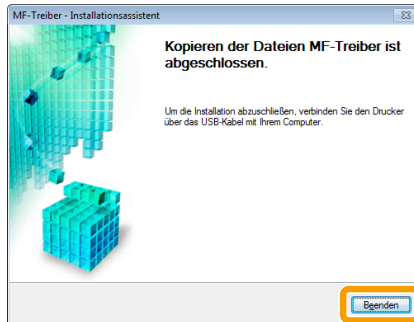 MF-Treiber - Installationsassistent
Kopieren der Dateien MF-Treiber ist
abgeschlossen.
Um die Installation abzuschließen, verbinden Sie den Drucker
über das USB-Kabel mit Ihrem Computer.
Beenden